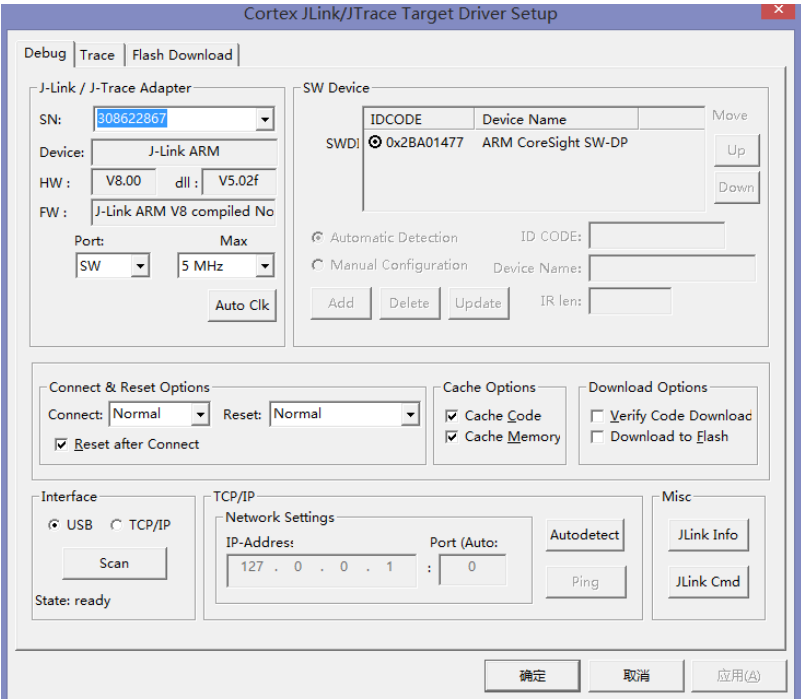 Cortex JLink/JTrace Target Driver Setup
Debug Trace Flash Download
J-Link / J-Trace Adapter
SN: 308622867
Device: J-Link ARM
HW : V8.00 dll : V5.02f
FW : J-Link ARM V8 compiled No
Port: Max
SW 5 MHz
Auto Clk
SW Device
IDCODE Device Name Move
SWDI 0x2BA01477 ARM CoreSight SW-DP
Up
Down
Automatic Detection ID CODE:
Manual Configuration Device Name:
Add Delete Update IR len:
Connect & Reset Options
Connect: Normal Reset: Normal
Reset after Connect
Cache Options
Cache Code
Cache Memory
Download Options
Verify Code Download
Download to Flash
Interface
USB TCP/IP
Scan
State: ready
TCP/IP
Network Settings
IP-Address: Port (Auto:
127 . 0 . 0 . 1 : 0
Autodetect
Ping
Misc
JLink Info
JLink Cmd
确定 取消 应用(A)